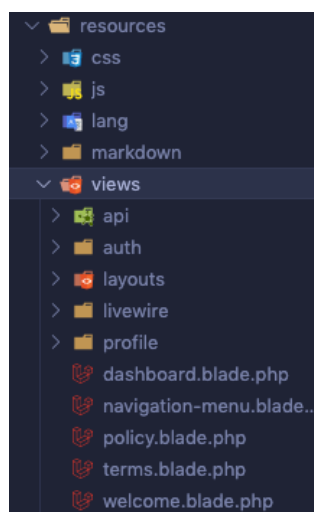 resources
css
js
lang
markdown
views
api
auth
layouts
livewire
profile
dashboard.blade.php
navigation-menu.blade..
policy.blade.php
terms.blade.php
welcome.blade.php